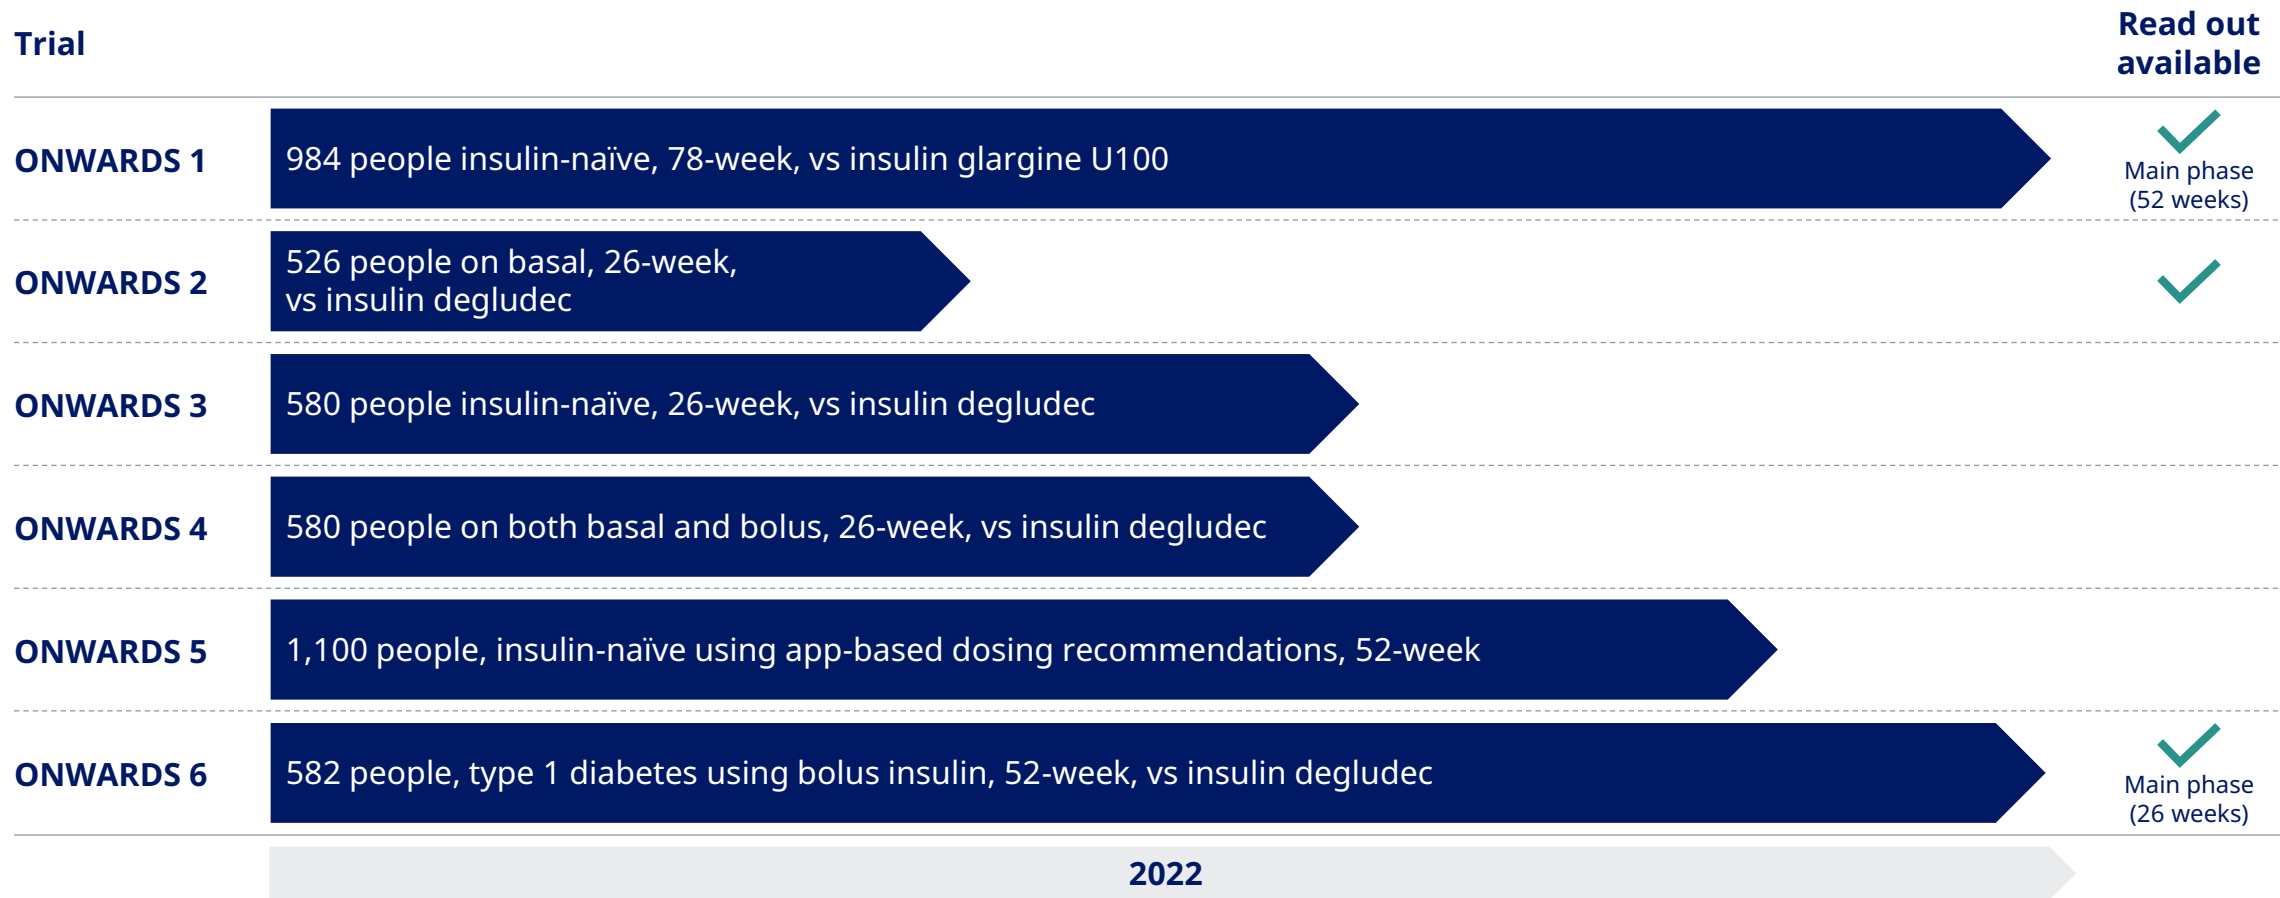 Trial
Read out
available
ONWARDS 1
984 people insulin-naïve, 78-week, vs insulin glargine U100
Main phase
(52 weeks)
ONWARDS 2
526 people on basal, 26-week,
vs insulin degludec
ONWARDS 3
580 people insulin-naïve, 26-week, vs insulin degludec
ONWARDS 4
580 people on both basal and bolus, 26-week, vs insulin degludec
ONWARDS 5
1,100 people, insulin-naïve using app-based dosing recommendations, 52-week
ONWARDS 6
582 people, type 1 diabetes using bolus insulin, 52-week, vs insulin degludec
Main phase
(26 weeks)
2022